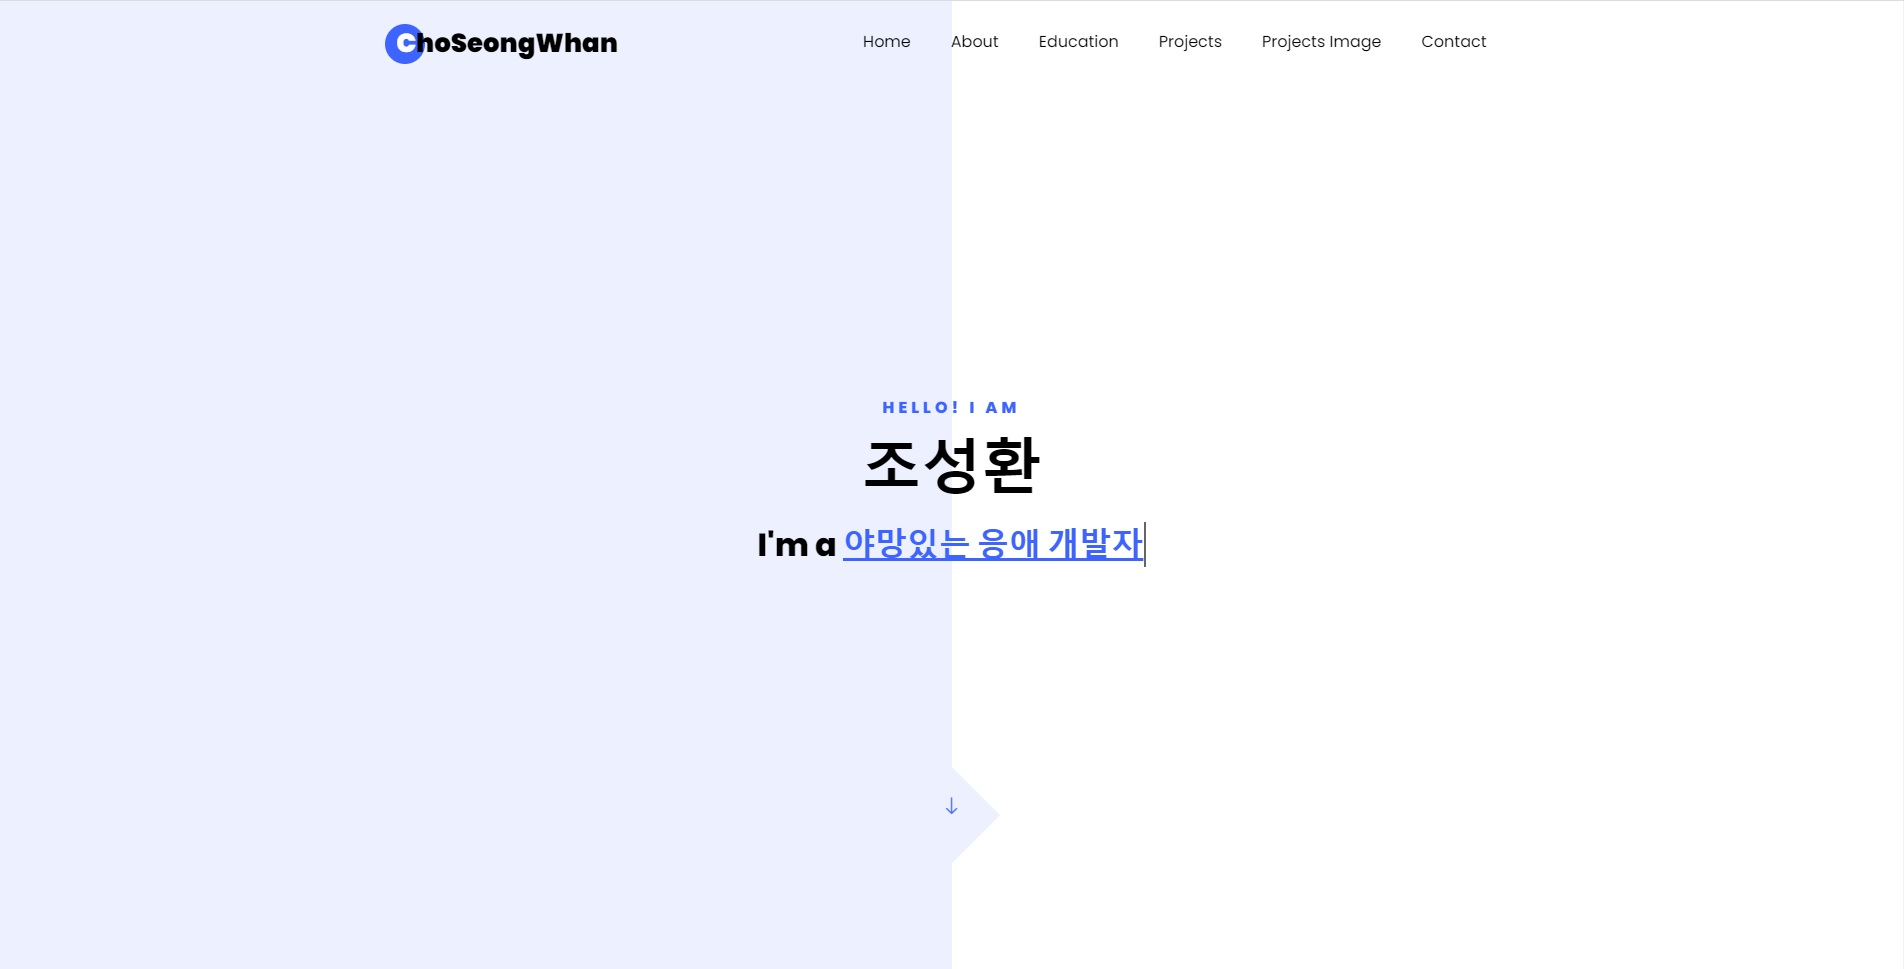 ChoSeongWhan
Home About Education Projects Projects Image Contact
HELLO! I AM
조성환
I'm a 야망있는 응애 개발자